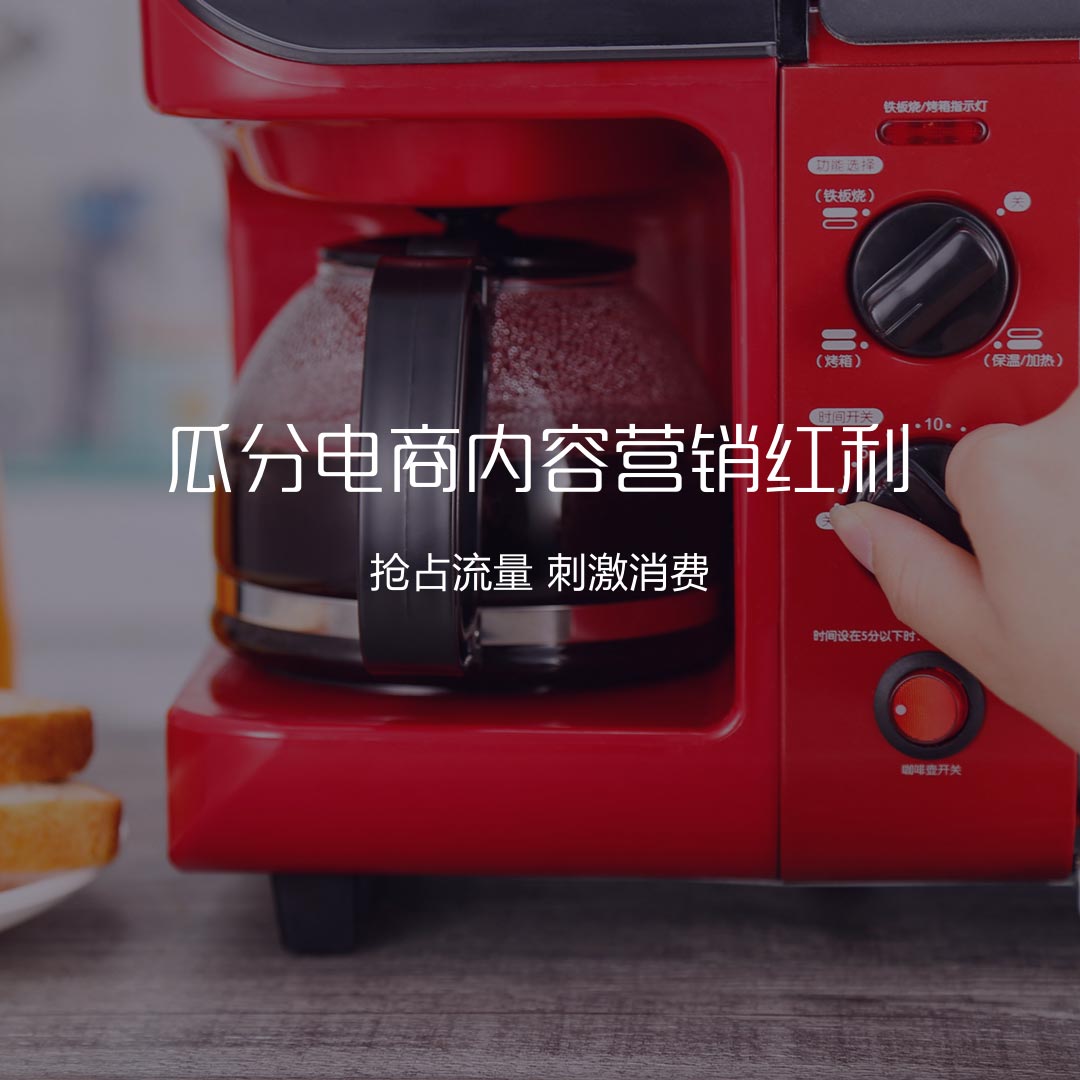 铁板烧/烤箱指示灯
功能选择
（铁板烧）
关
（烤箱）
（保温/加热）
时间开关
10
瓜分电商内容营销红利
抢占流量 刺激消费
时间设在5分以下时
咖啡壶开关